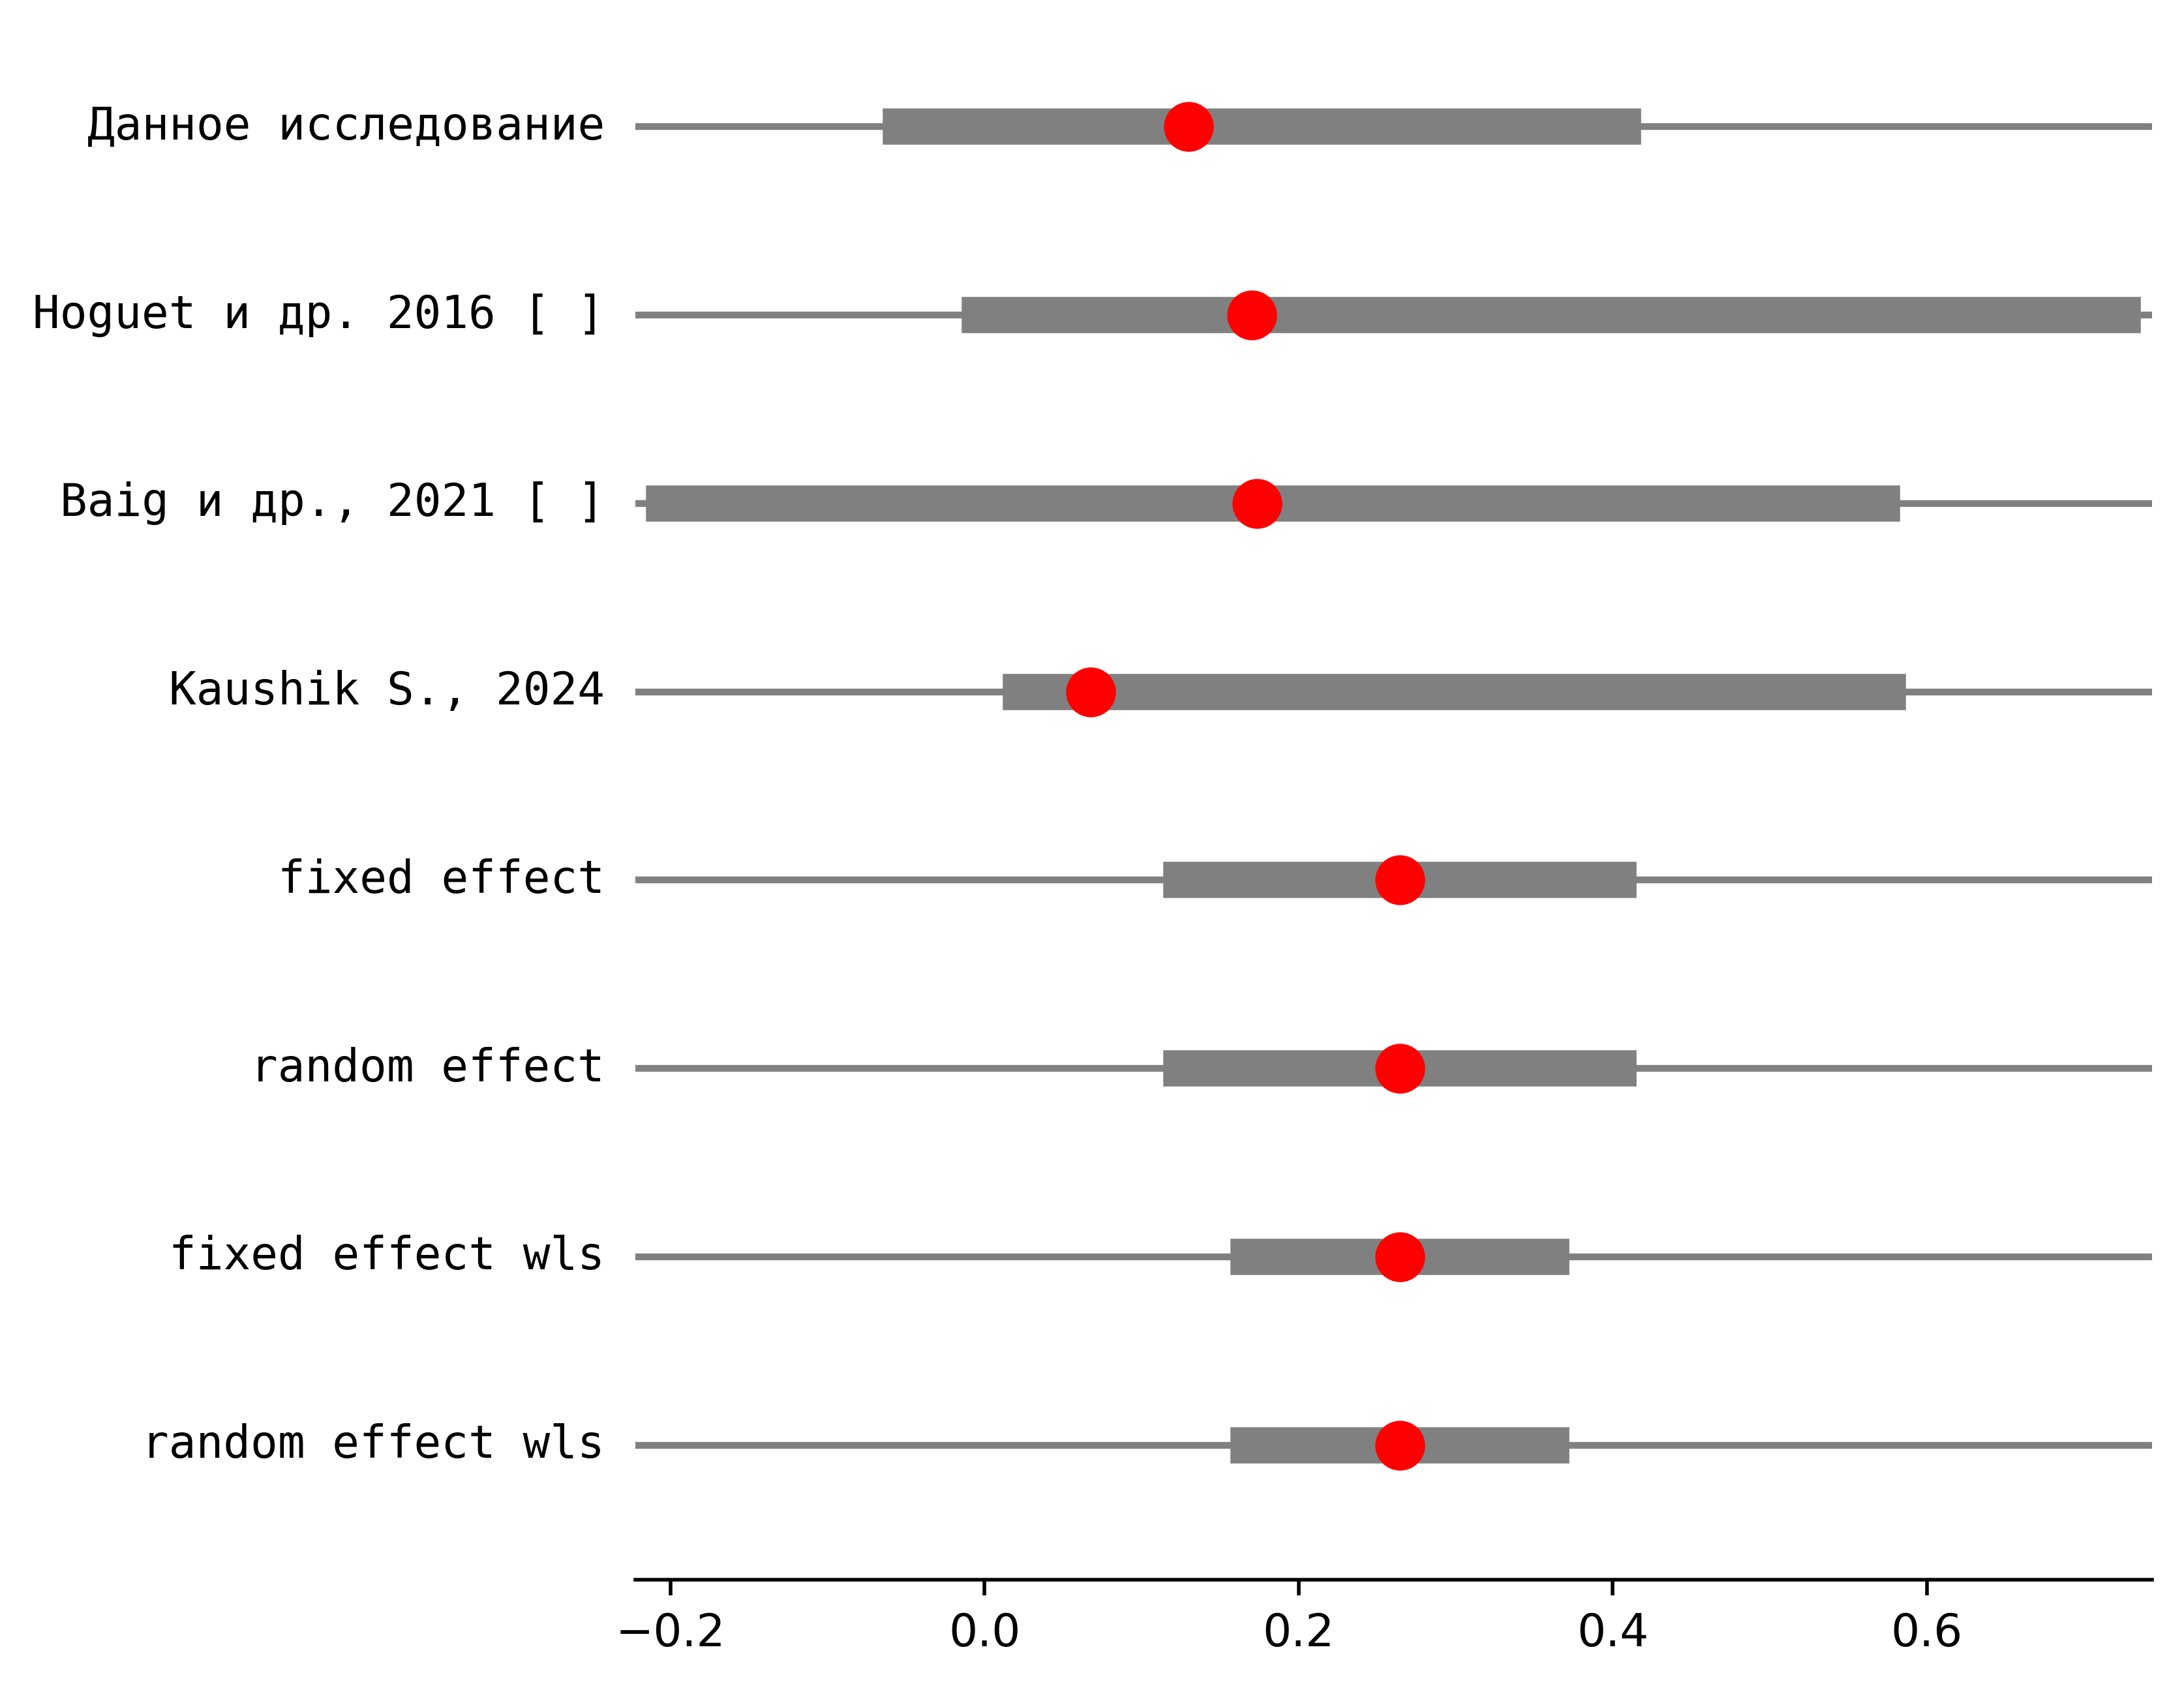 Данное исследование
Hoguet и др. 2016 [ ]
Baig и др., 2021 [ ]
Kaushik S., 2024
fixed effect
random effect
fixed effect wls
random effect wls
−0.2 0.0 0.2 0.4 0.6